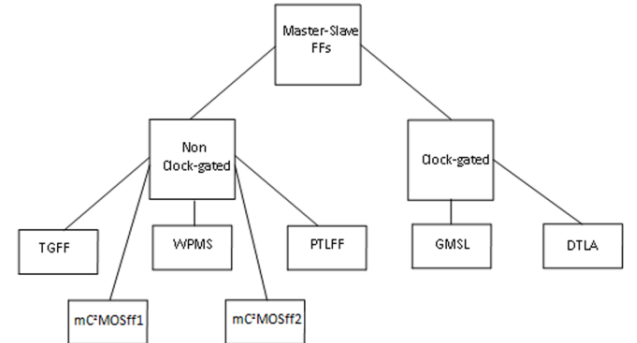 Master-Slave
FFs
Non
Clock-gated
Clock-gated
TGFF
WPMS
PTLFF
GMSL
DTLA
mC²MOSff1
mC²MOSff2